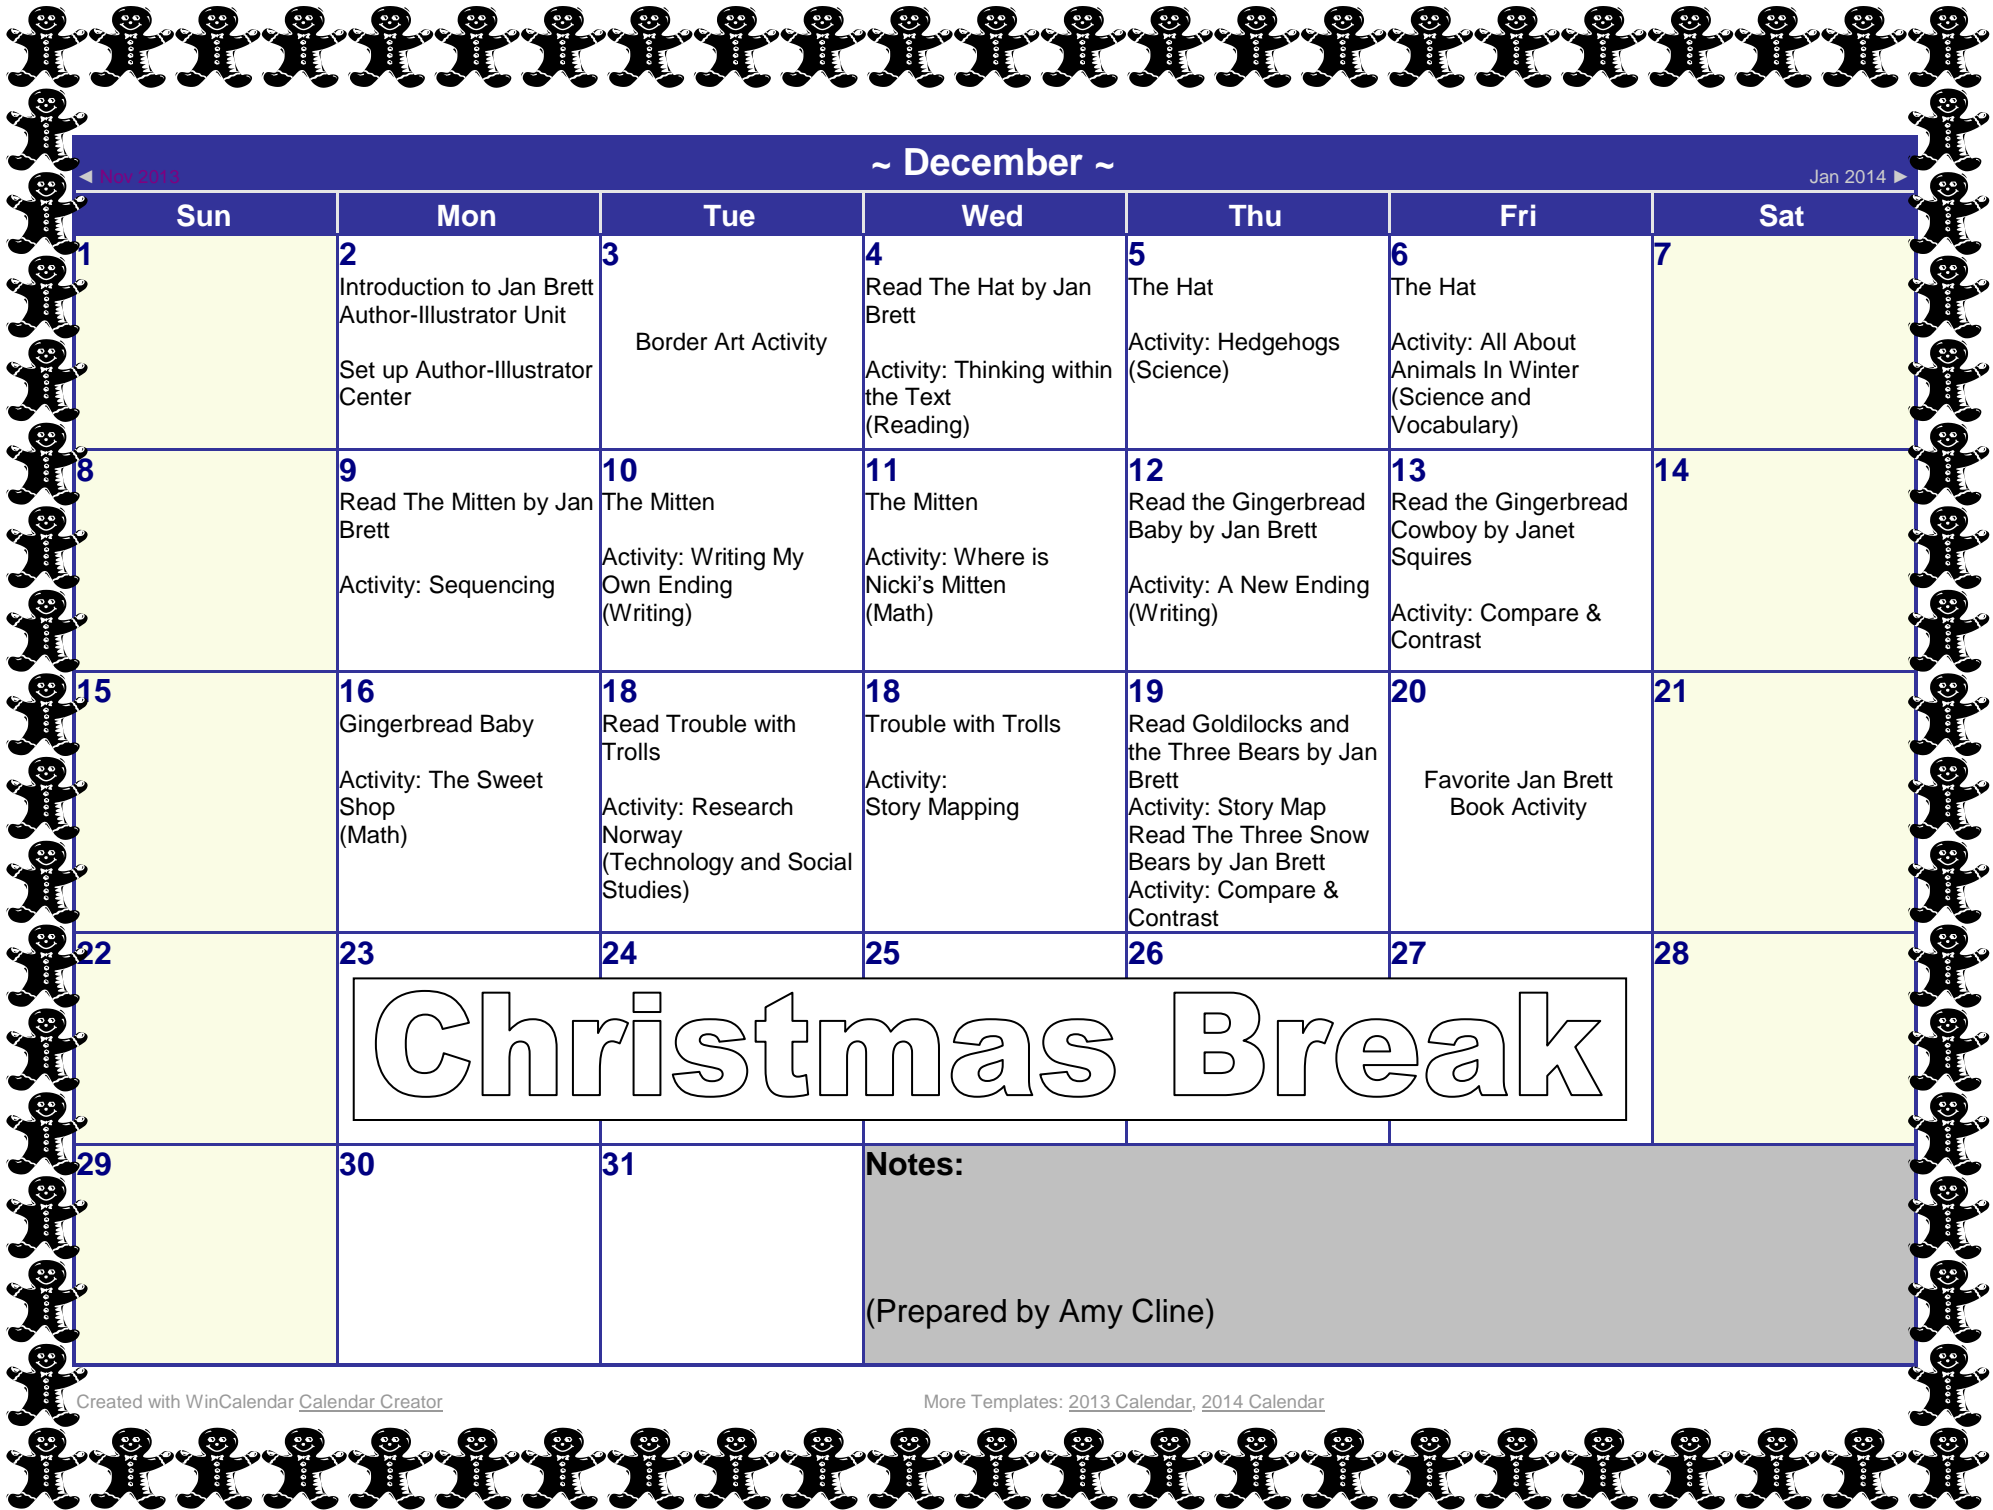 ~ December ~
◄ Nov 2013
Jan 2014 ►
Sun Mon Tue Wed Thu Fri Sat
1
2
Introduction to Jan Brett
Author-Illustrator Unit
Set up Author-Illustrator
Center
3
Border Art Activity
4
Read The Hat by Jan
Brett
Activity: Thinking within
the Text
(Reading)
5
The Hat
Activity: Hedgehogs
(Science)
6
The Hat
Activity: All About
Animals In Winter
(Science and
Vocabulary)
7
8
9
Read The Mitten by Jan
Brett
Activity: Sequencing
10
The Mitten
Activity: Writing My
Own Ending
(Writing)
11
The Mitten
Activity: Where is
Nicki’s Mitten
(Math)
12
Read the Gingerbread
Baby by Jan Brett
Activity: A New Ending
(Writing)
13
Read the Gingerbread
Cowboy by Janet
Squires
Activity: Compare &
Contrast
14
15
16
Gingerbread Baby
Activity: The Sweet
Shop
(Math)
18
Read Trouble with
Trolls
Activity: Research
Norway
(Technology and Social
Studies)
18
Trouble with Trolls
Activity:
Story Mapping
19
Read Goldilocks and
the Three Bears by Jan
Brett
Activity: Story Map
Read The Three Snow
Bears by Jan Brett
Activity: Compare &
Contrast
20
Favorite Jan Brett
Book Activity
21
22
23
24
25
26
27
28
Christmas Break
29
30
31
Notes:
(Prepared by Amy Cline)
Created with WinCalendar Calendar Creator
More Templates: 2013 Calendar, 2014 Calendar